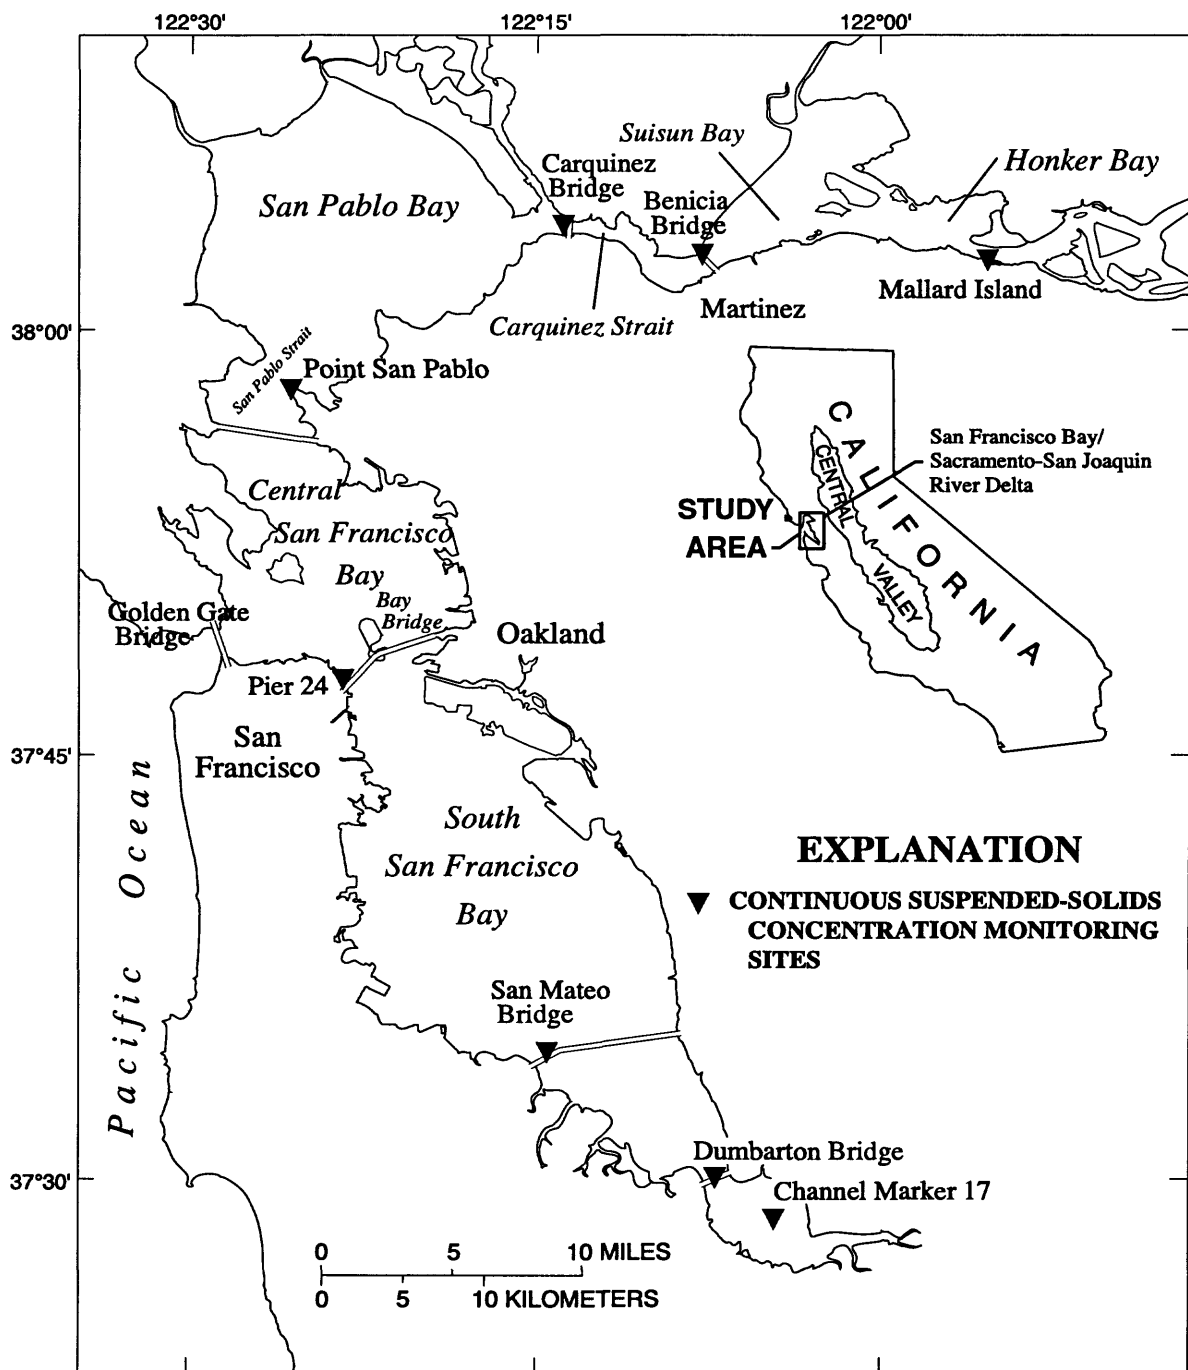 122°30'
122°15'
122°00'
Suisun Bay
Honker Bay
Carquinez
Bridge
San Pablo Bay
Benicia
Bridge
Mallard Island
Martinez
Carquinez Strait
38°00'
San Pablo Strait
Point San Pablo
CALIFORNIA
CENTRAL
VALLEY
San Francisco Bay/
Sacramento-San Joaquin
River Delta
STUDY
AREA
Central
San Francisco
Bay
Bay
Bridge
Golden Gate
Bridge
Oakland
Pier 24
San
Francisco
37°45'
Pacific Ocean
South
San Francisco
Bay
EXPLANATION
CONTINUOUS SUSPENDED-SOLIDS
CONCENTRATION MONITORING
SITES
San Mateo
Bridge
Dumbarton Bridge
37°30'
Channel Marker 17
0 5 10 MILES
0 5 10 KILOMETERS